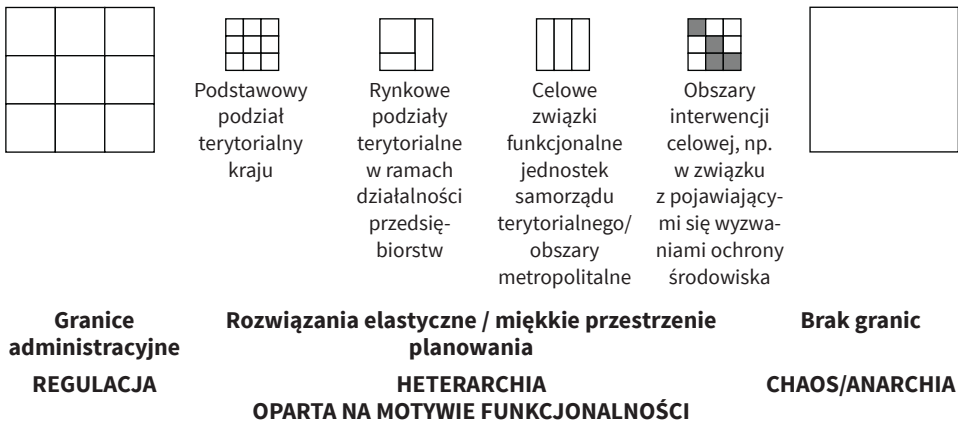 Podstawowy
podział
terytorialny
kraju
Rynkowe
podziały
terytorialne
w ramach
działalności
przedsię-
biorstw
Celowe
związki
funkcjonalne
jednostek
samorządu
terytorialnego/
obszary
metropolitalne
Obszary
interwencji
celowej, np.
w związku
z pojawiający-
mi się wyzwa-
niami ochrony
środowiska
Granice
administracyjne
REGULACJA
Rozwiązania elastyczne / miękkie przestrzenie
planowania
HETERARCHIA
OPARTA NA MOTYWIE FUNKCJONALNOŚCI
Brak granic
CHAOS/ANARCHIA